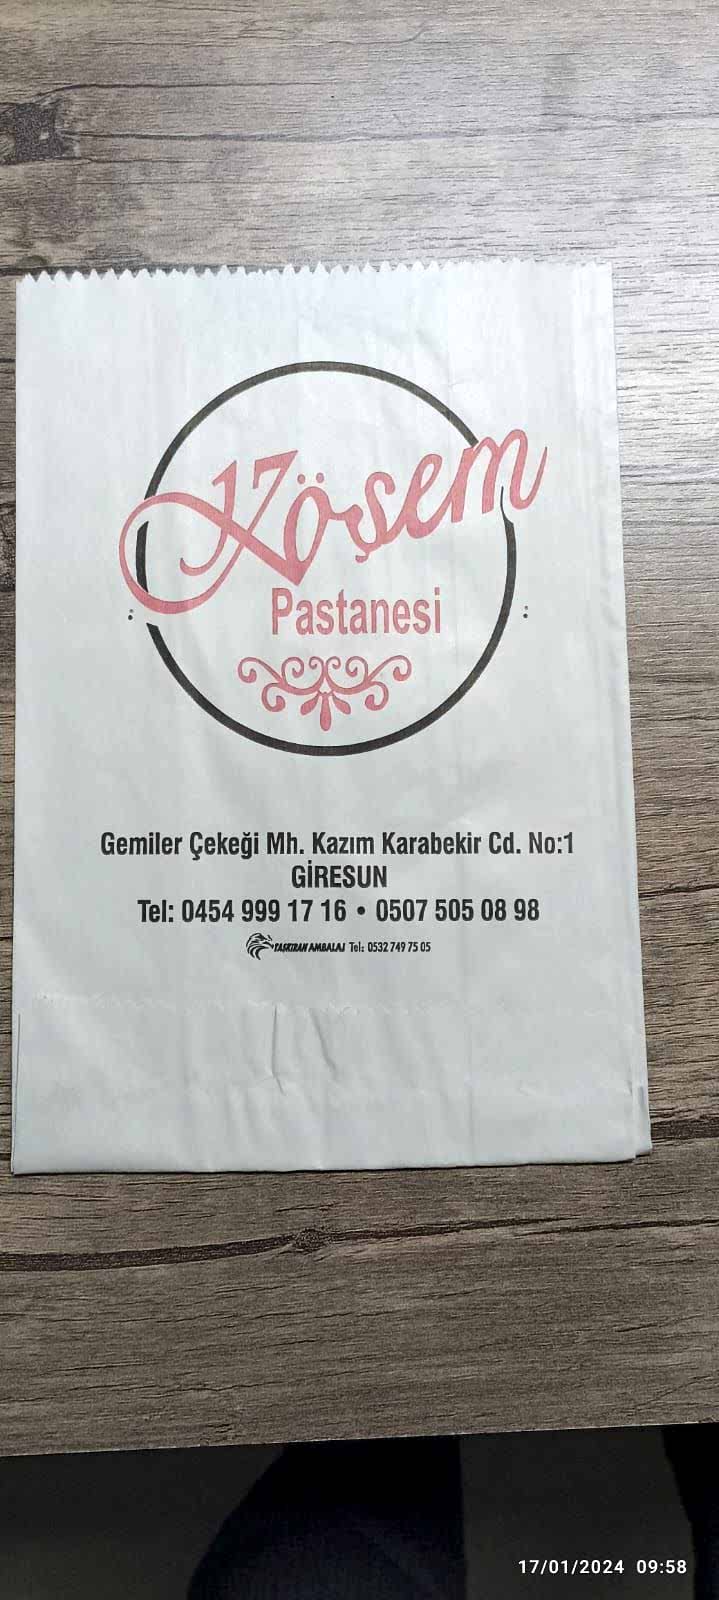 Köşem
Pastanesi
Gemiler Çekeği Mh. Kazım Karabekir Cd. No:1
GİRESUN
Tel: 0454 999 17 16 • 0507 505 08 98
TAŞKIRAN AMBALAJ Tel: 0532 749 75 05
17/01/2024 09:58